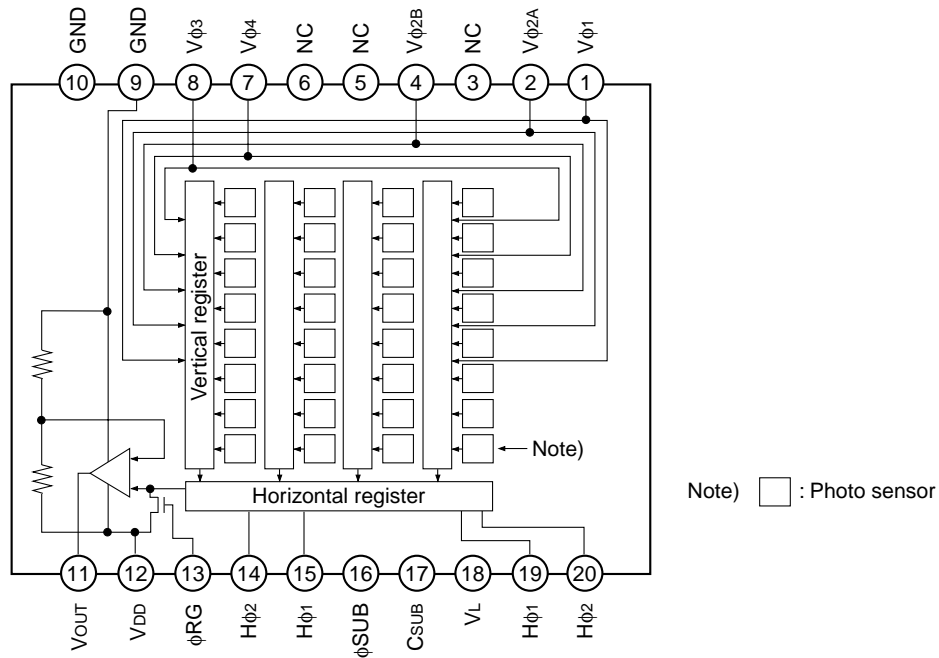 GND
GND
Vϕ3
Vϕ4
NC
NC
Vϕ2B
NC
Vϕ2A
Vϕ1
10
9
8
7
6
5
4
3
2
1
Vertical register
Note)
Horizontal register
Note) : Photo sensor
11
12
13
14
15
16
17
18
19
20
VOUT
VDD
ϕRG
Hϕ2
Hϕ1
ϕSUB
CSUB
VL
Hϕ1
Hϕ2